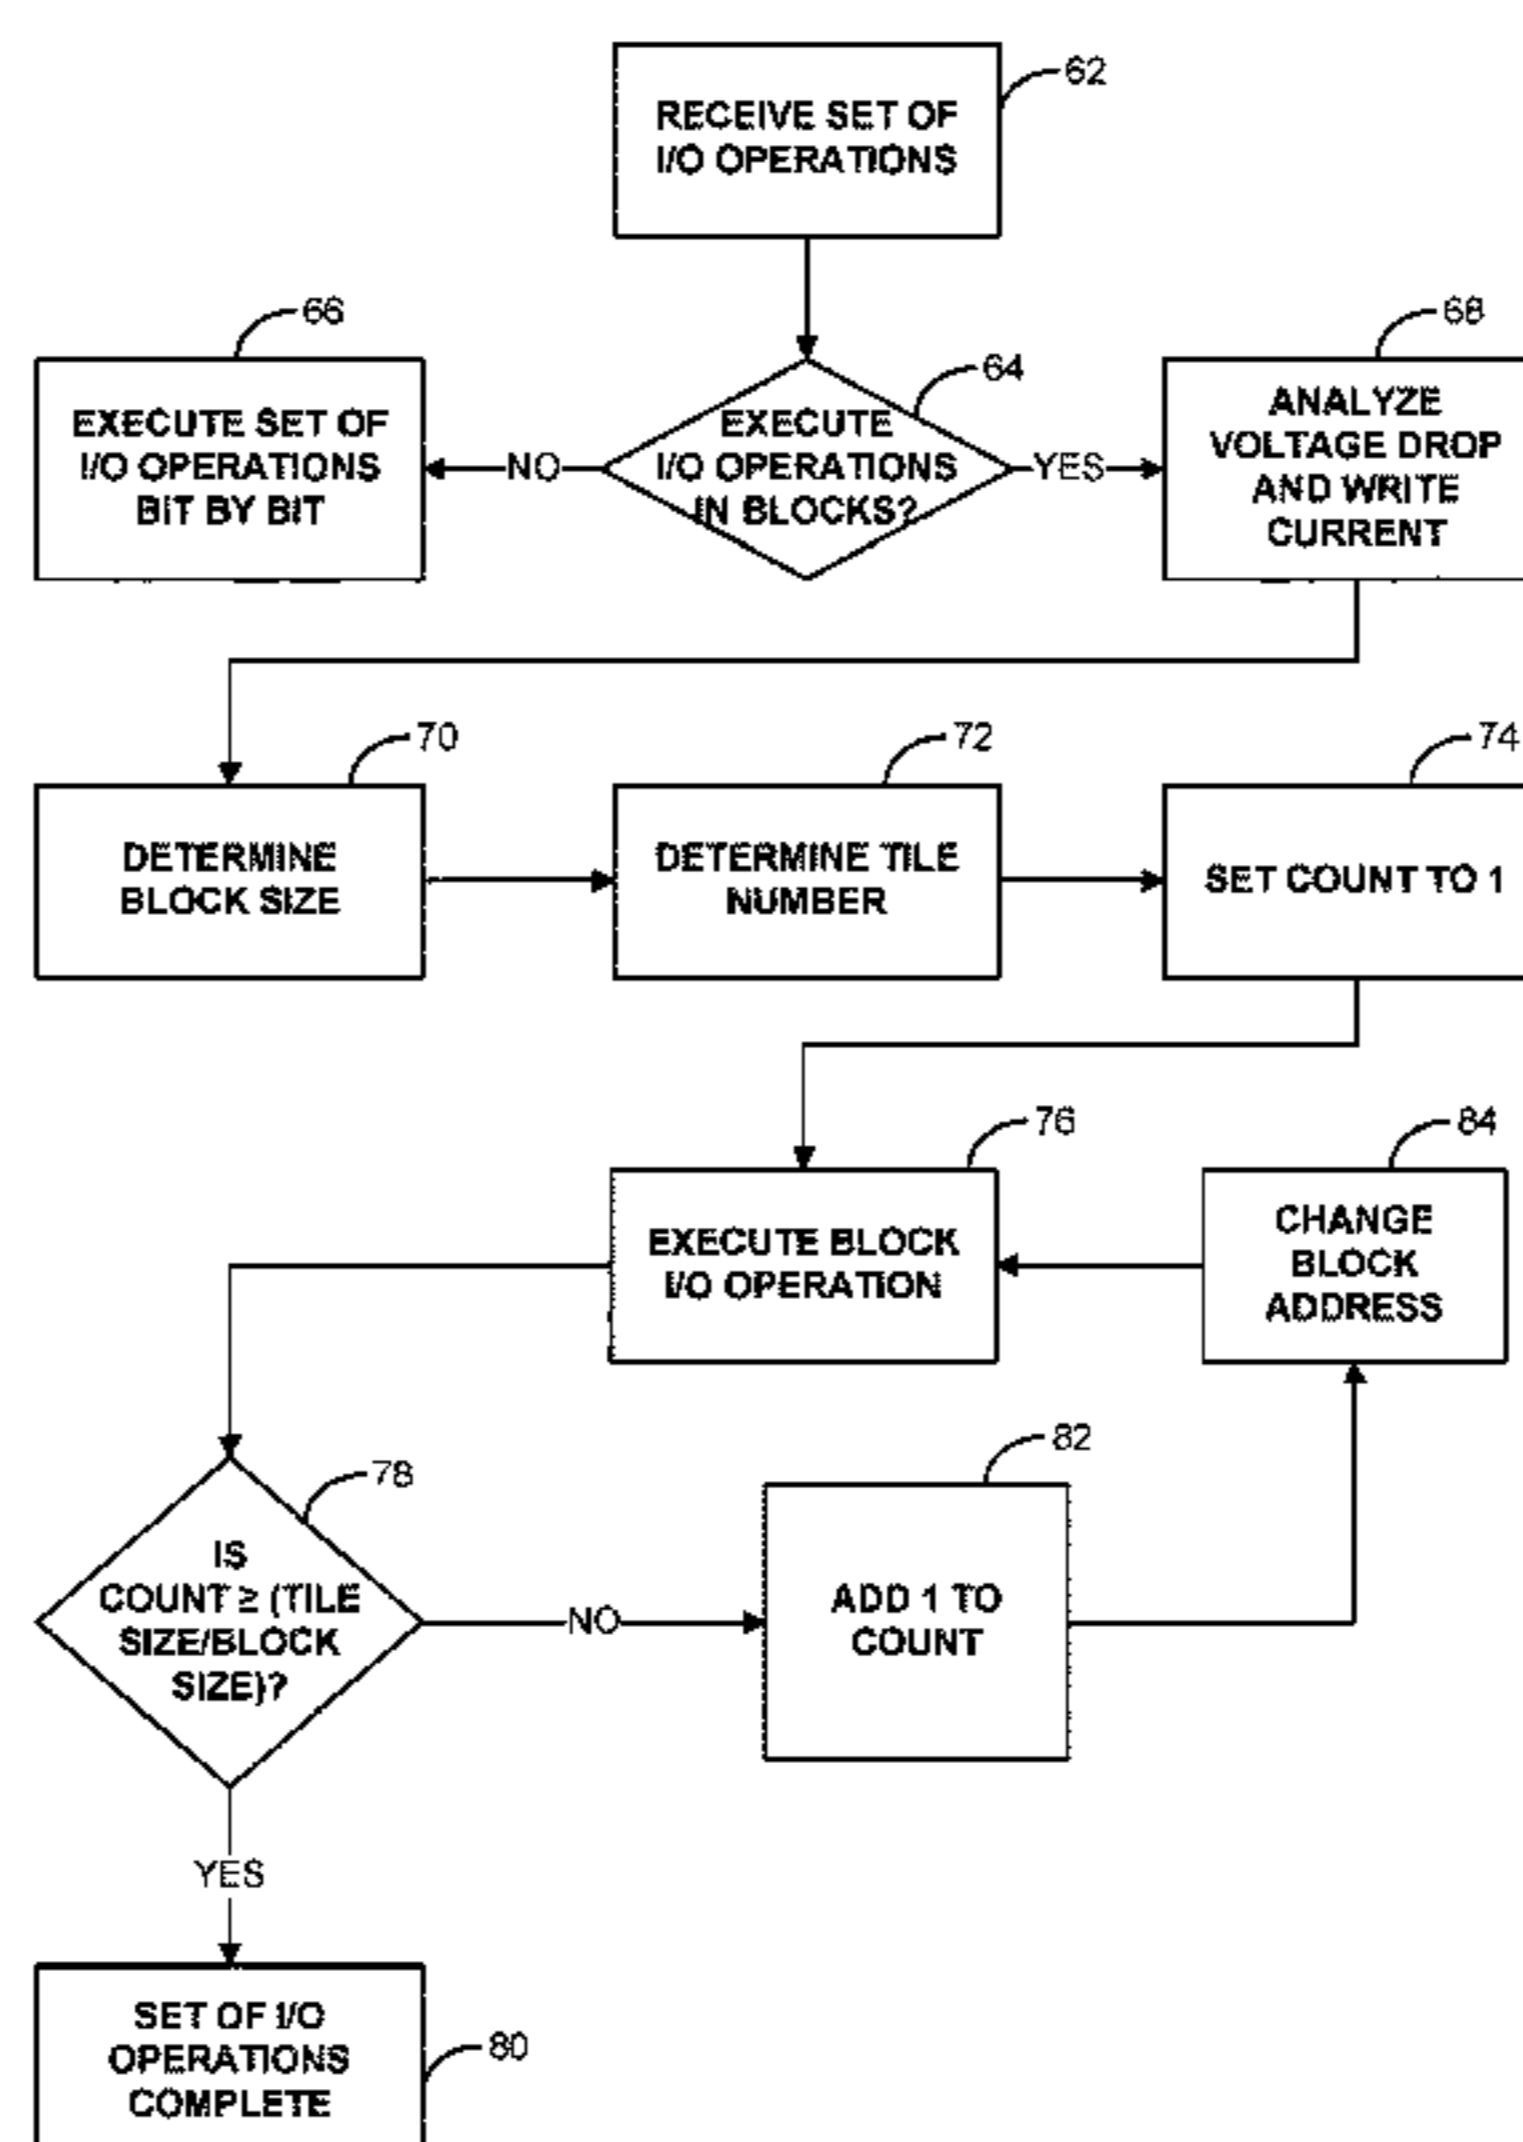 62
RECEIVE SET OF
I/O OPERATIONS
66
64
68
EXECUTE SET OF
I/O OPERATIONS
BIT BY BIT
NO
EXECUTE
I/O OPERATIONS
IN BLOCKS?
YES
ANALYZE
VOLTAGE DROP
AND WRITE
CURRENT
70
72
74
DETERMINE
BLOCK SIZE
DETERMINE TILE
NUMBER
SET COUNT TO 1
76
84
EXECUTE BLOCK
I/O OPERATION
CHANGE
BLOCK
ADDRESS
78
82
IS
COUNT ≥ (TILE
SIZE/BLOCK
SIZE)?
NO
ADD 1 TO
COUNT
YES
80
SET OF I/O
OPERATIONS
COMPLETE